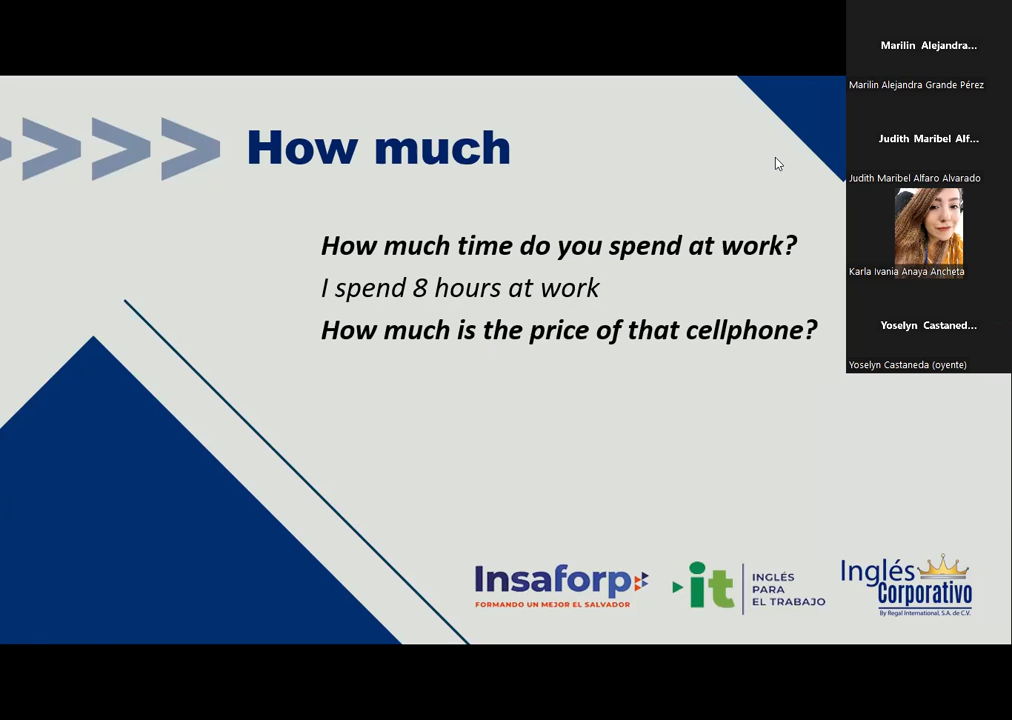 How much
How much time do you spend at work?
I spend 8 hours at work
How much is the price of that cellphone?
Insaforp
FORMANDO UN MEJOR EL SALVADOR
it
INGLÉS
PARA
EL TRABAJO
Inglés
Corporativo
By Regal International, S.A. de C.V.
Marilin Alejandra...
Marilin Alejandra Grande Pérez
Judith Maribel Alf...
Judith Maribel Alfaro Alvarado
Karla Ivania Anaya Ancheta
Yoselyn Castaned...
Yoselyn Castaneda (oyente)